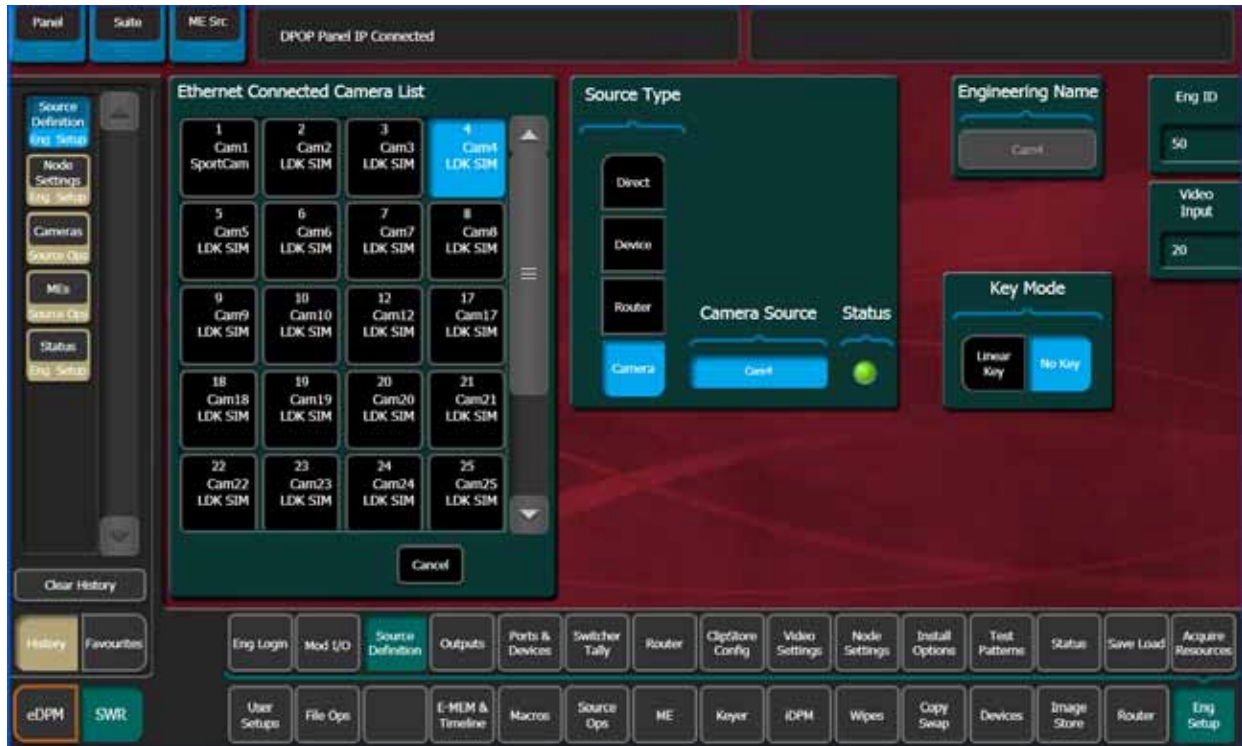 Panel
Suite
ME Src
DPOP Panel IP Connected
Source
Definition
Eng Setup
Node
Settings
Eng Setup
Cameras
Source Ops
MEs
Source Ops
Status
Eng Setup
Clear History
History
Favourites
eDPM
SWR
Ethernet Connected Camera List
1
Cam1
SportCam
2
Cam2
LDK SIM
3
Cam3
LDK SIM
4
Cam4
LDK SIM
5
Cam5
LDK SIM
6
Cam6
LDK SIM
7
Cam7
LDK SIM
8
Cam8
LDK SIM
9
Cam9
LDK SIM
10
Cam10
LDK SIM
12
Cam12
LDK SIM
17
Cam17
LDK SIM
18
Cam18
LDK SIM
19
Cam19
LDK SIM
20
Cam20
LDK SIM
21
Cam21
LDK SIM
22
Cam22
LDK SIM
23
Cam23
LDK SIM
24
Cam24
LDK SIM
25
Cam25
LDK SIM
Cancel
Source Type
Direct
Device
Router
Camera
Camera Source
Cam4
Status
Engineering Name
Cam4
Eng ID
50
Video
Input
20
Key Mode
Linear
Key
No Key
Eng Login
Mod I/O
Source
Definition
Outputs
Ports &
Devices
Switcher
Tally
Router
ClipStore
Config
Video
Settings
Node
Settings
Install
Options
Test
Patterns
Status
Save Load
Acquire
Resources
User
Setups
File Ops
E-MEM &
Timeline
Macros
Source
Ops
ME
Keyer
iDPM
Wipes
Copy
Swap
Devices
Image
Store
Router
Eng
Setup